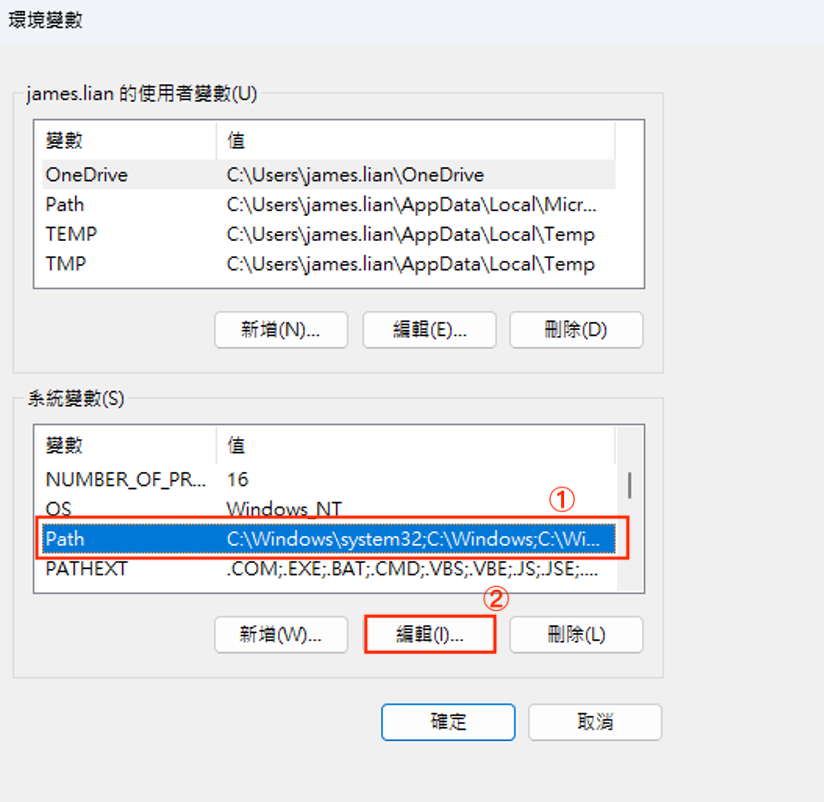 環境變數
james.lian 的使用者變數(U)
變數 值
OneDrive C:\Users\james.lian\OneDrive
Path C:\Users\james.lian\AppData\Local\Micr...
TEMP C:\Users\james.lian\AppData\Local\Temp
TMP C:\Users\james.lian\AppData\Local\Temp
新增(N)... 編輯(E)... 刪除(D)
系統變數(S)
變數 值
NUMBER_OF_PR... 16
①
OS Windows_NT
Path C:\Windows\system32;C:\Windows;C:\Wi...
PATHEXT .COM;.EXE;.BAT;.CMD;.VBS;.VBE;.JS;.JSE;....
②
新增(W)... 編輯(I)... 刪除(L)
確定 取消